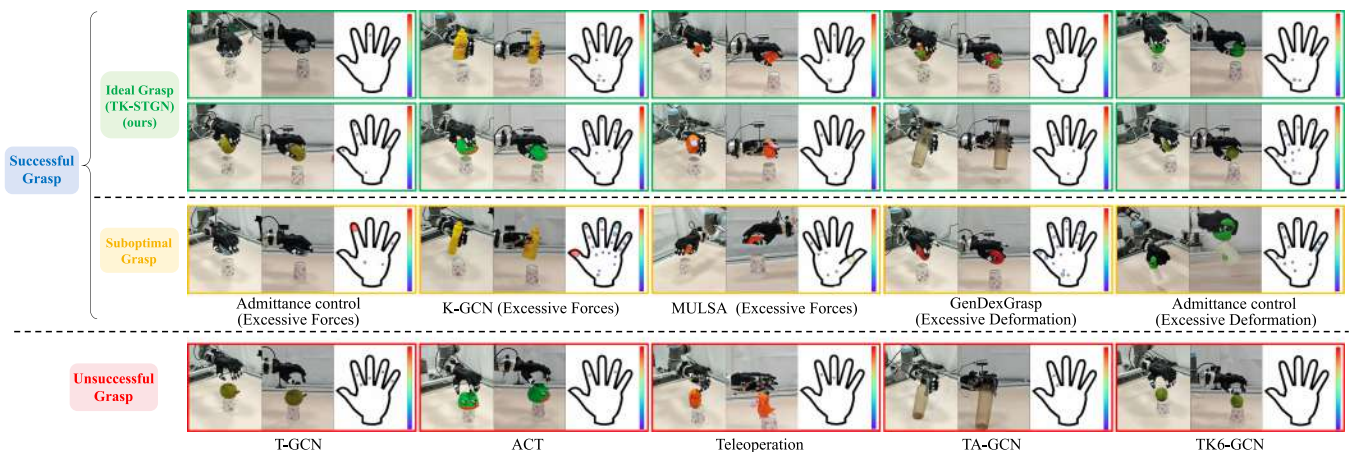 Ideal Grasp
(TK-STGN)
(ours)
Successful
Grasp
Suboptimal
Grasp
Admittance control
(Excessive Forces)
K-GCN (Excessive Forces)
MULSA (Excessive Forces)
GenDexGrasp
(Excessive Deformation)
Admittance control
(Excessive Deformation)
Unsuccessful
Grasp
T-GCN
ACT
Teleoperation
TA-GCN
TK6-GCN